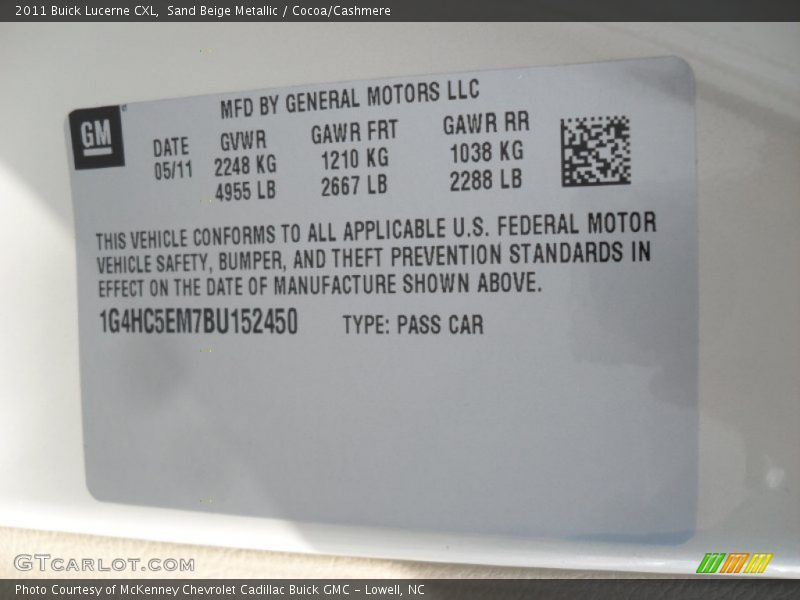 2011 Buick Lucerne CXL, Sand Beige Metallic / Cocoa/Cashmere
MFD BY GENERAL MOTORS LLC
GM
DATE GVWR GAWR FRT GAWR RR
05/11 2248 KG 1210 KG 1038 KG
4955 LB 2667 LB 2288 LB
THIS VEHICLE CONFORMS TO ALL APPLICABLE U.S. FEDERAL MOTOR
VEHICLE SAFETY, BUMPER, AND THEFT PREVENTION STANDARDS IN
EFFECT ON THE DATE OF MANUFACTURE SHOWN ABOVE.
1G4HC5EM7BU152450 TYPE: PASS CAR
GTCARLOT.COM
Photo Courtesy of McKenney Chevrolet Cadillac Buick GMC - Lowell, NC